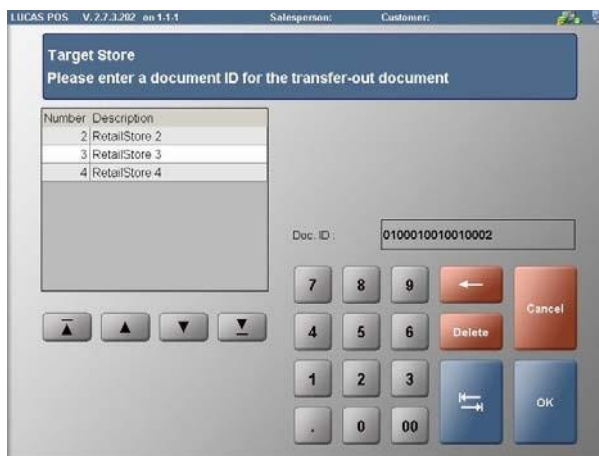 LUCAS POS V. 2.7.3.202 on 1-1-1 Salesperson: Customer:
Target Store
Please enter a document ID for the transfer-out document
Number Description
2 RetailStore 2
3 RetailStore 3
4 RetailStore 4
Doc. ID : 0100010010010002
7 8 9
Cancel
4 5 6 Delete
1 2 3
OK
. 0 00